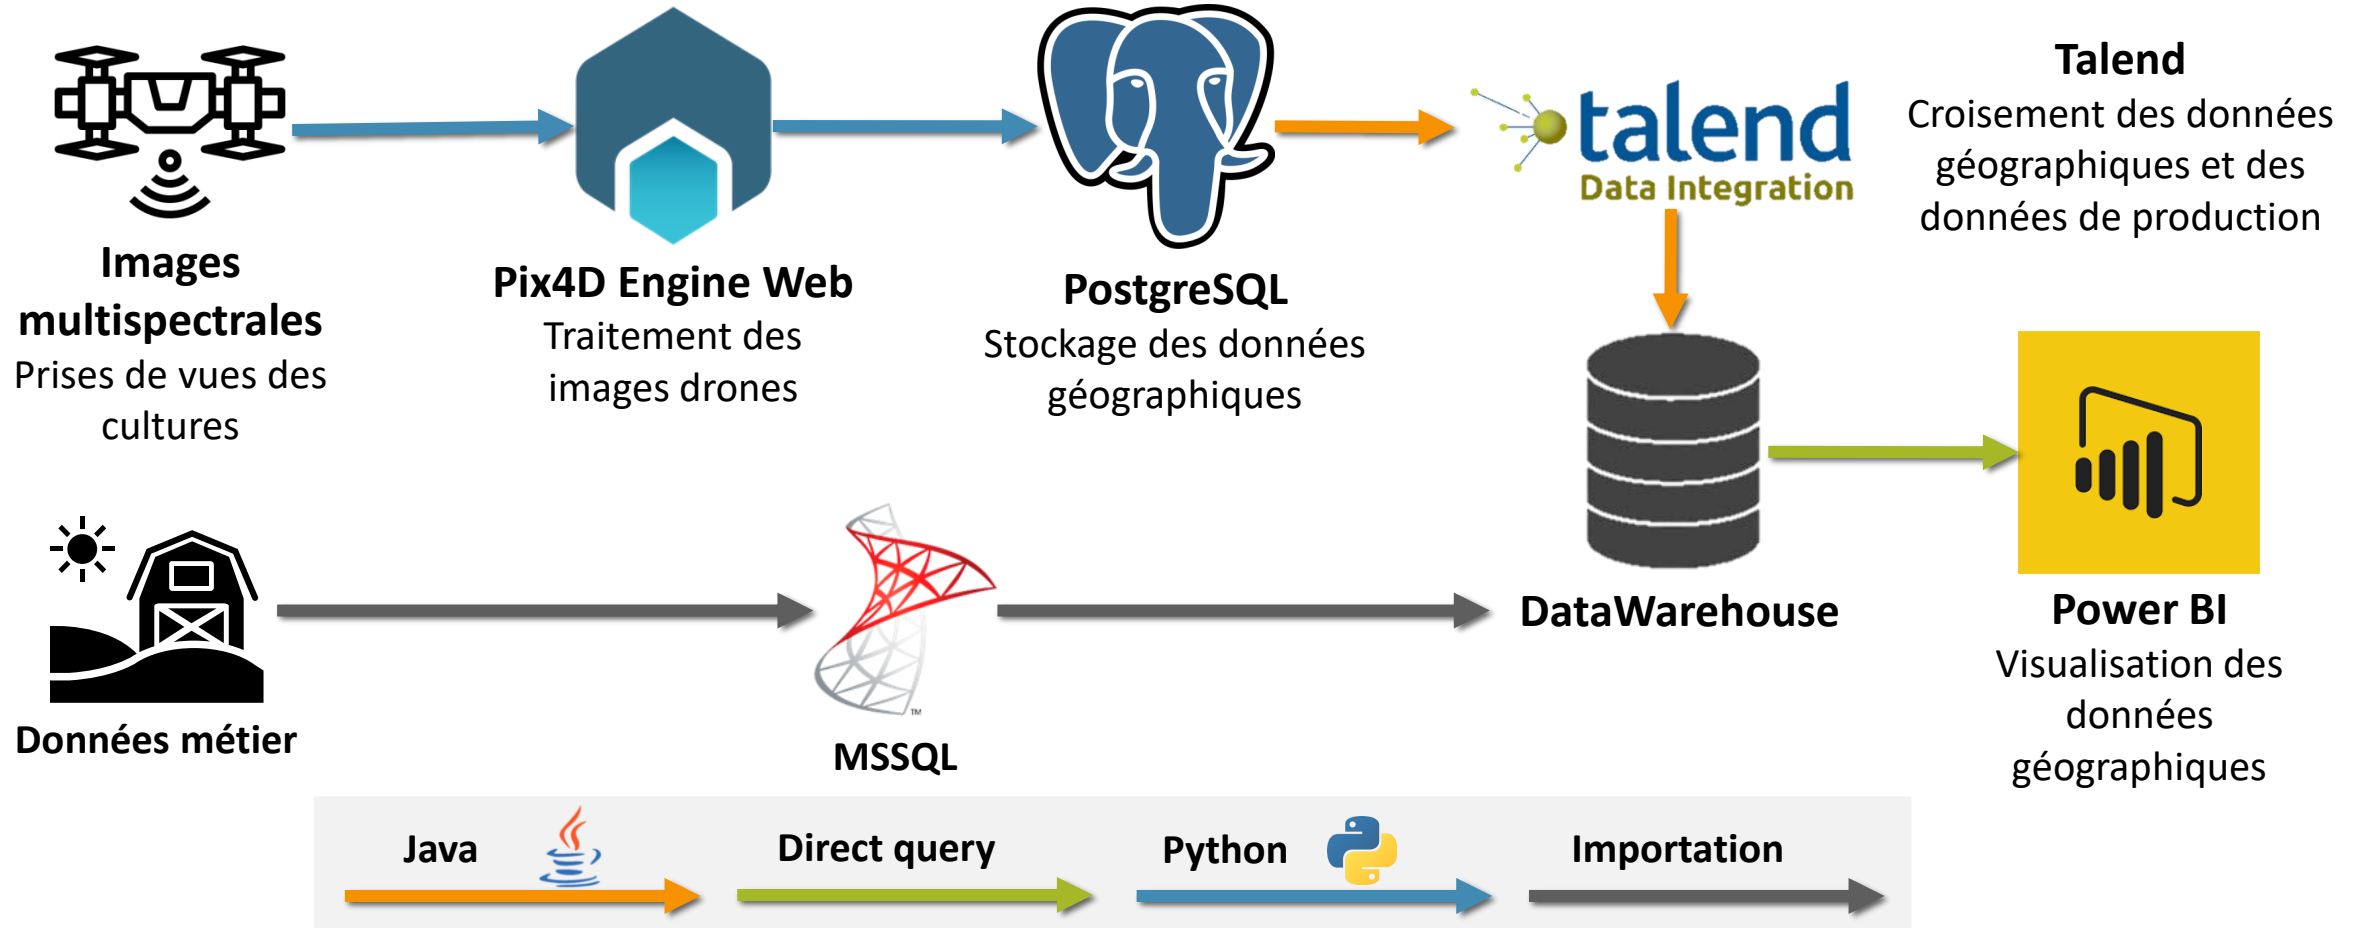 Images
multispectrales
Prises de vues des
cultures
Pix4D Engine Web
Traitement des
images drones
PostgreSQL
Stockage des données
géographiques
talend
Data Integration
Talend
Croisement des données
géographiques et des
données de production
Données métier
TM
MSSQL
DataWarehouse
Power BI
Visualisation des
données
géographiques
Java
Direct query
Python
Importation